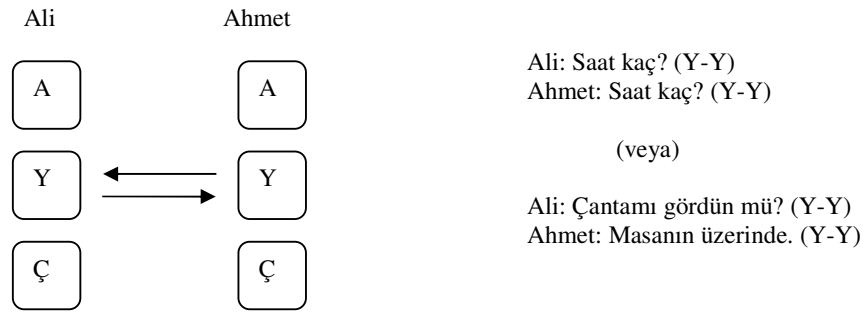 Ali Ahmet
A A
Y Y
Ç Ç
Ali: Saat kaç? (Y-Y)
Ahmet: Saat kaç? (Y-Y)
(veya)
Ali: Çantamı gördün mü? (Y-Y)
Ahmet: Masanın üzerinde. (Y-Y)